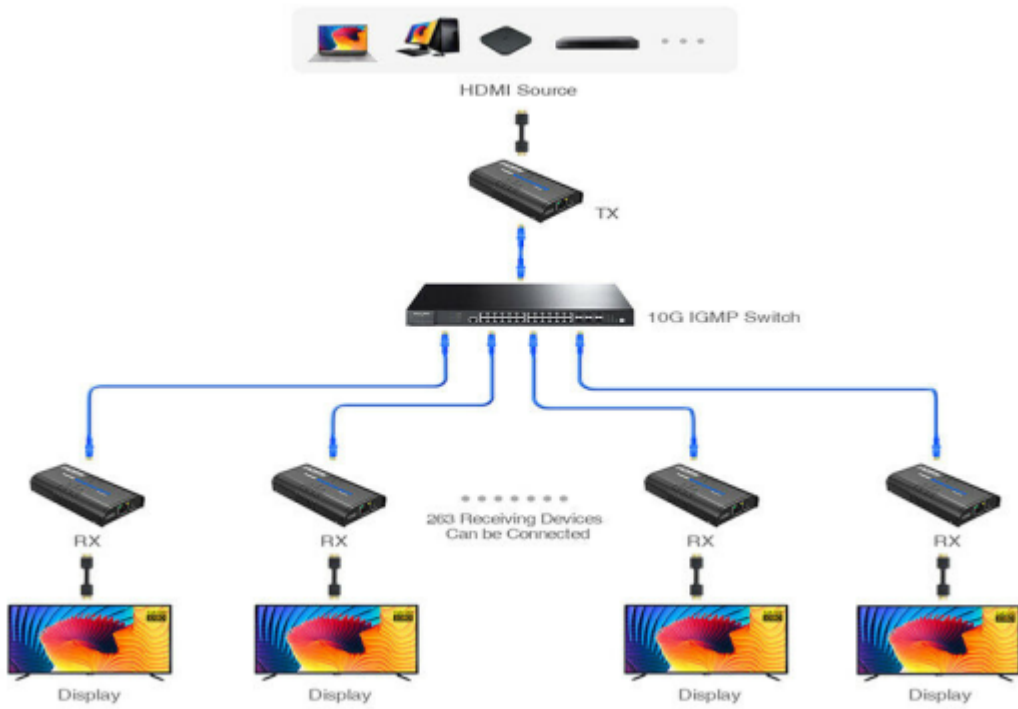 HDMI Source
TX
10G IGMP Switch
263 Receiving Devices
Can be Connected
RX
RX
RX
RX
Display
Display
Display
Display